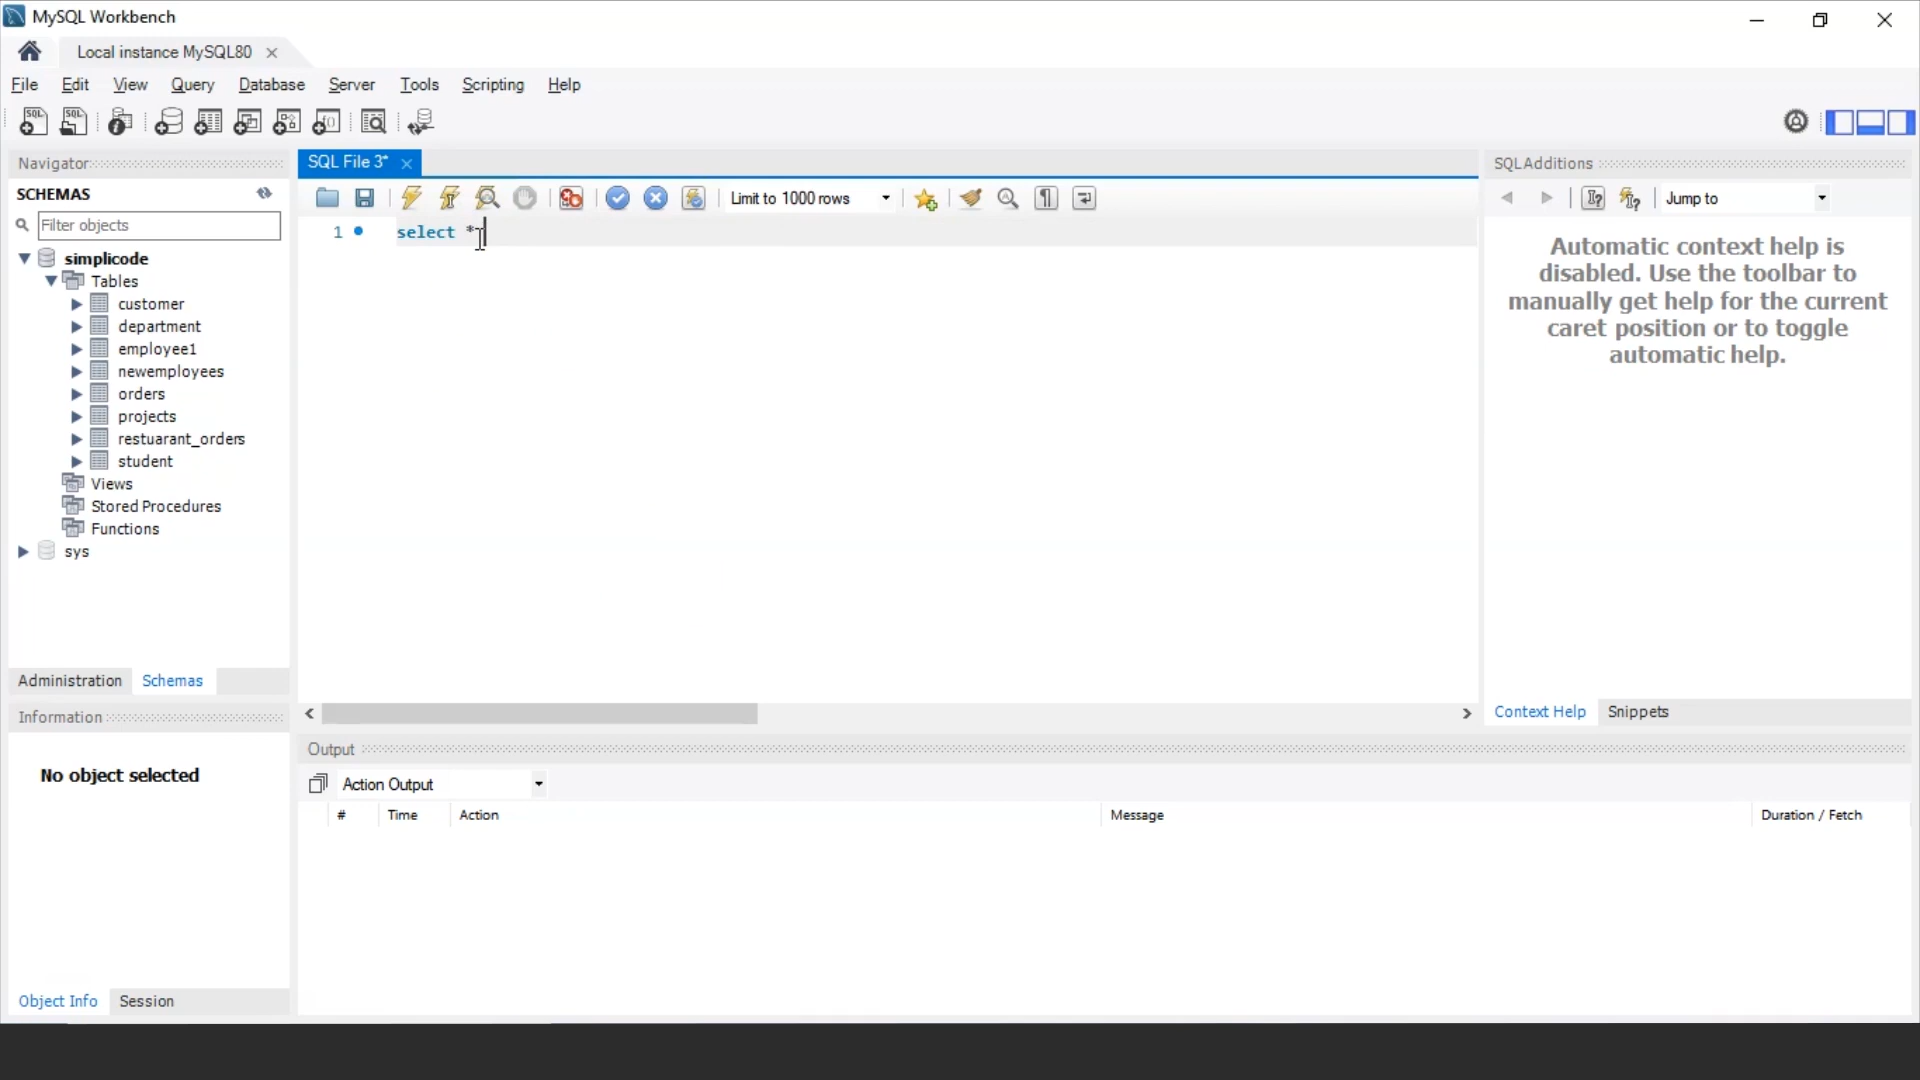 MySQL Workbench
Local instance MySQL80
File Edit View Query Database Server Tools Scripting Help
Navigator
SCHEMAS
Filter objects
simplicode
Tables
customer
department
employee1
newemployees
orders
projects
restuarant_orders
student
Views
Stored Procedures
Functions
sys
Administration Schemas
Information
No object selected
Object Info Session
SQL File 3*
Limit to 1000 rows
1 select *
Output
Action Output
# Time Action Message Duration / Fetch
SQLAdditions
Jump to
Automatic context help is
disabled. Use the toolbar to
manually get help for the current
caret position or to toggle
automatic help.
Context Help Snippets